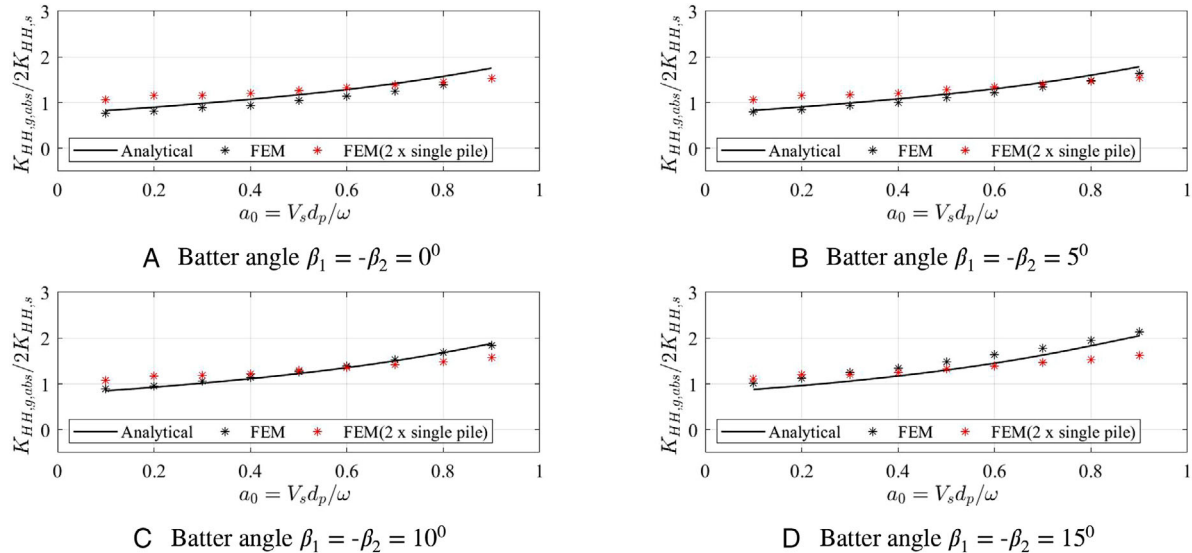 K_{HH,g,abs}/2K_{HH,s}
3
2
1
0
Analytical FEM FEM(2 x single pile)
0 0.2 0.4 0.6 0.8 1
a_0 = V_s d_p/ω
A Batter angle β_1 = -β_2 = 0^0
K_{HH,g,abs}/2K_{HH,s}
3
2
1
0
Analytical FEM FEM(2 x single pile)
0 0.2 0.4 0.6 0.8 1
a_0 = V_s d_p/ω
B Batter angle β_1 = -β_2 = 5^0
K_{HH,g,abs}/2K_{HH,s}
3
2
1
0
Analytical FEM FEM(2 x single pile)
0 0.2 0.4 0.6 0.8 1
a_0 = V_s d_p/ω
C Batter angle β_1 = -β_2 = 10^0
K_{HH,g,abs}/2K_{HH,s}
3
2
1
0
Analytical FEM FEM(2 x single pile)
0 0.2 0.4 0.6 0.8 1
a_0 = V_s d_p/ω
D Batter angle β_1 = -β_2 = 15^0